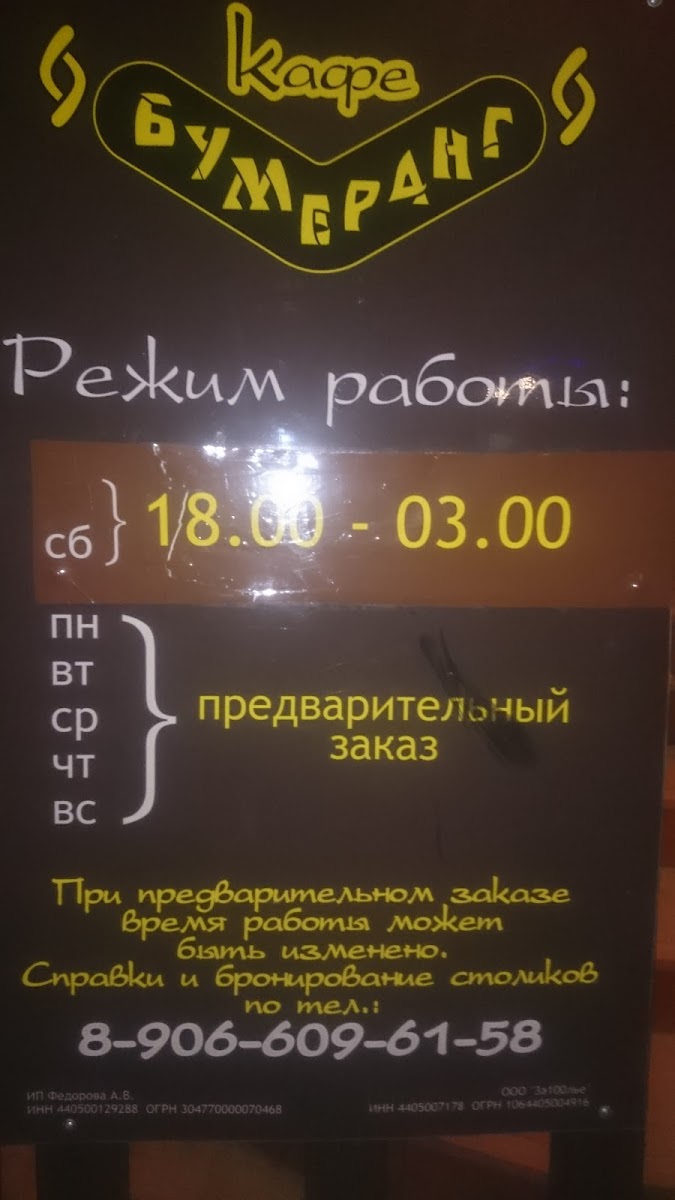 Кафе
БУМЕРАНГ
Режим работы:
сб } 18.00 - 03.00
пн
вт
ср
чт
вс
предварительный
заказ
При предварительном заказе
время работы может
быть изменено.
Справки и бронирование столиков
по тел.:
8-906-609-61-58
ИП Федорова А.В.
ИНН 440500129288 ОГРН 304770000070468
ООО "За100лье"
ИНН 4405007178 ОГРН 1064405004916